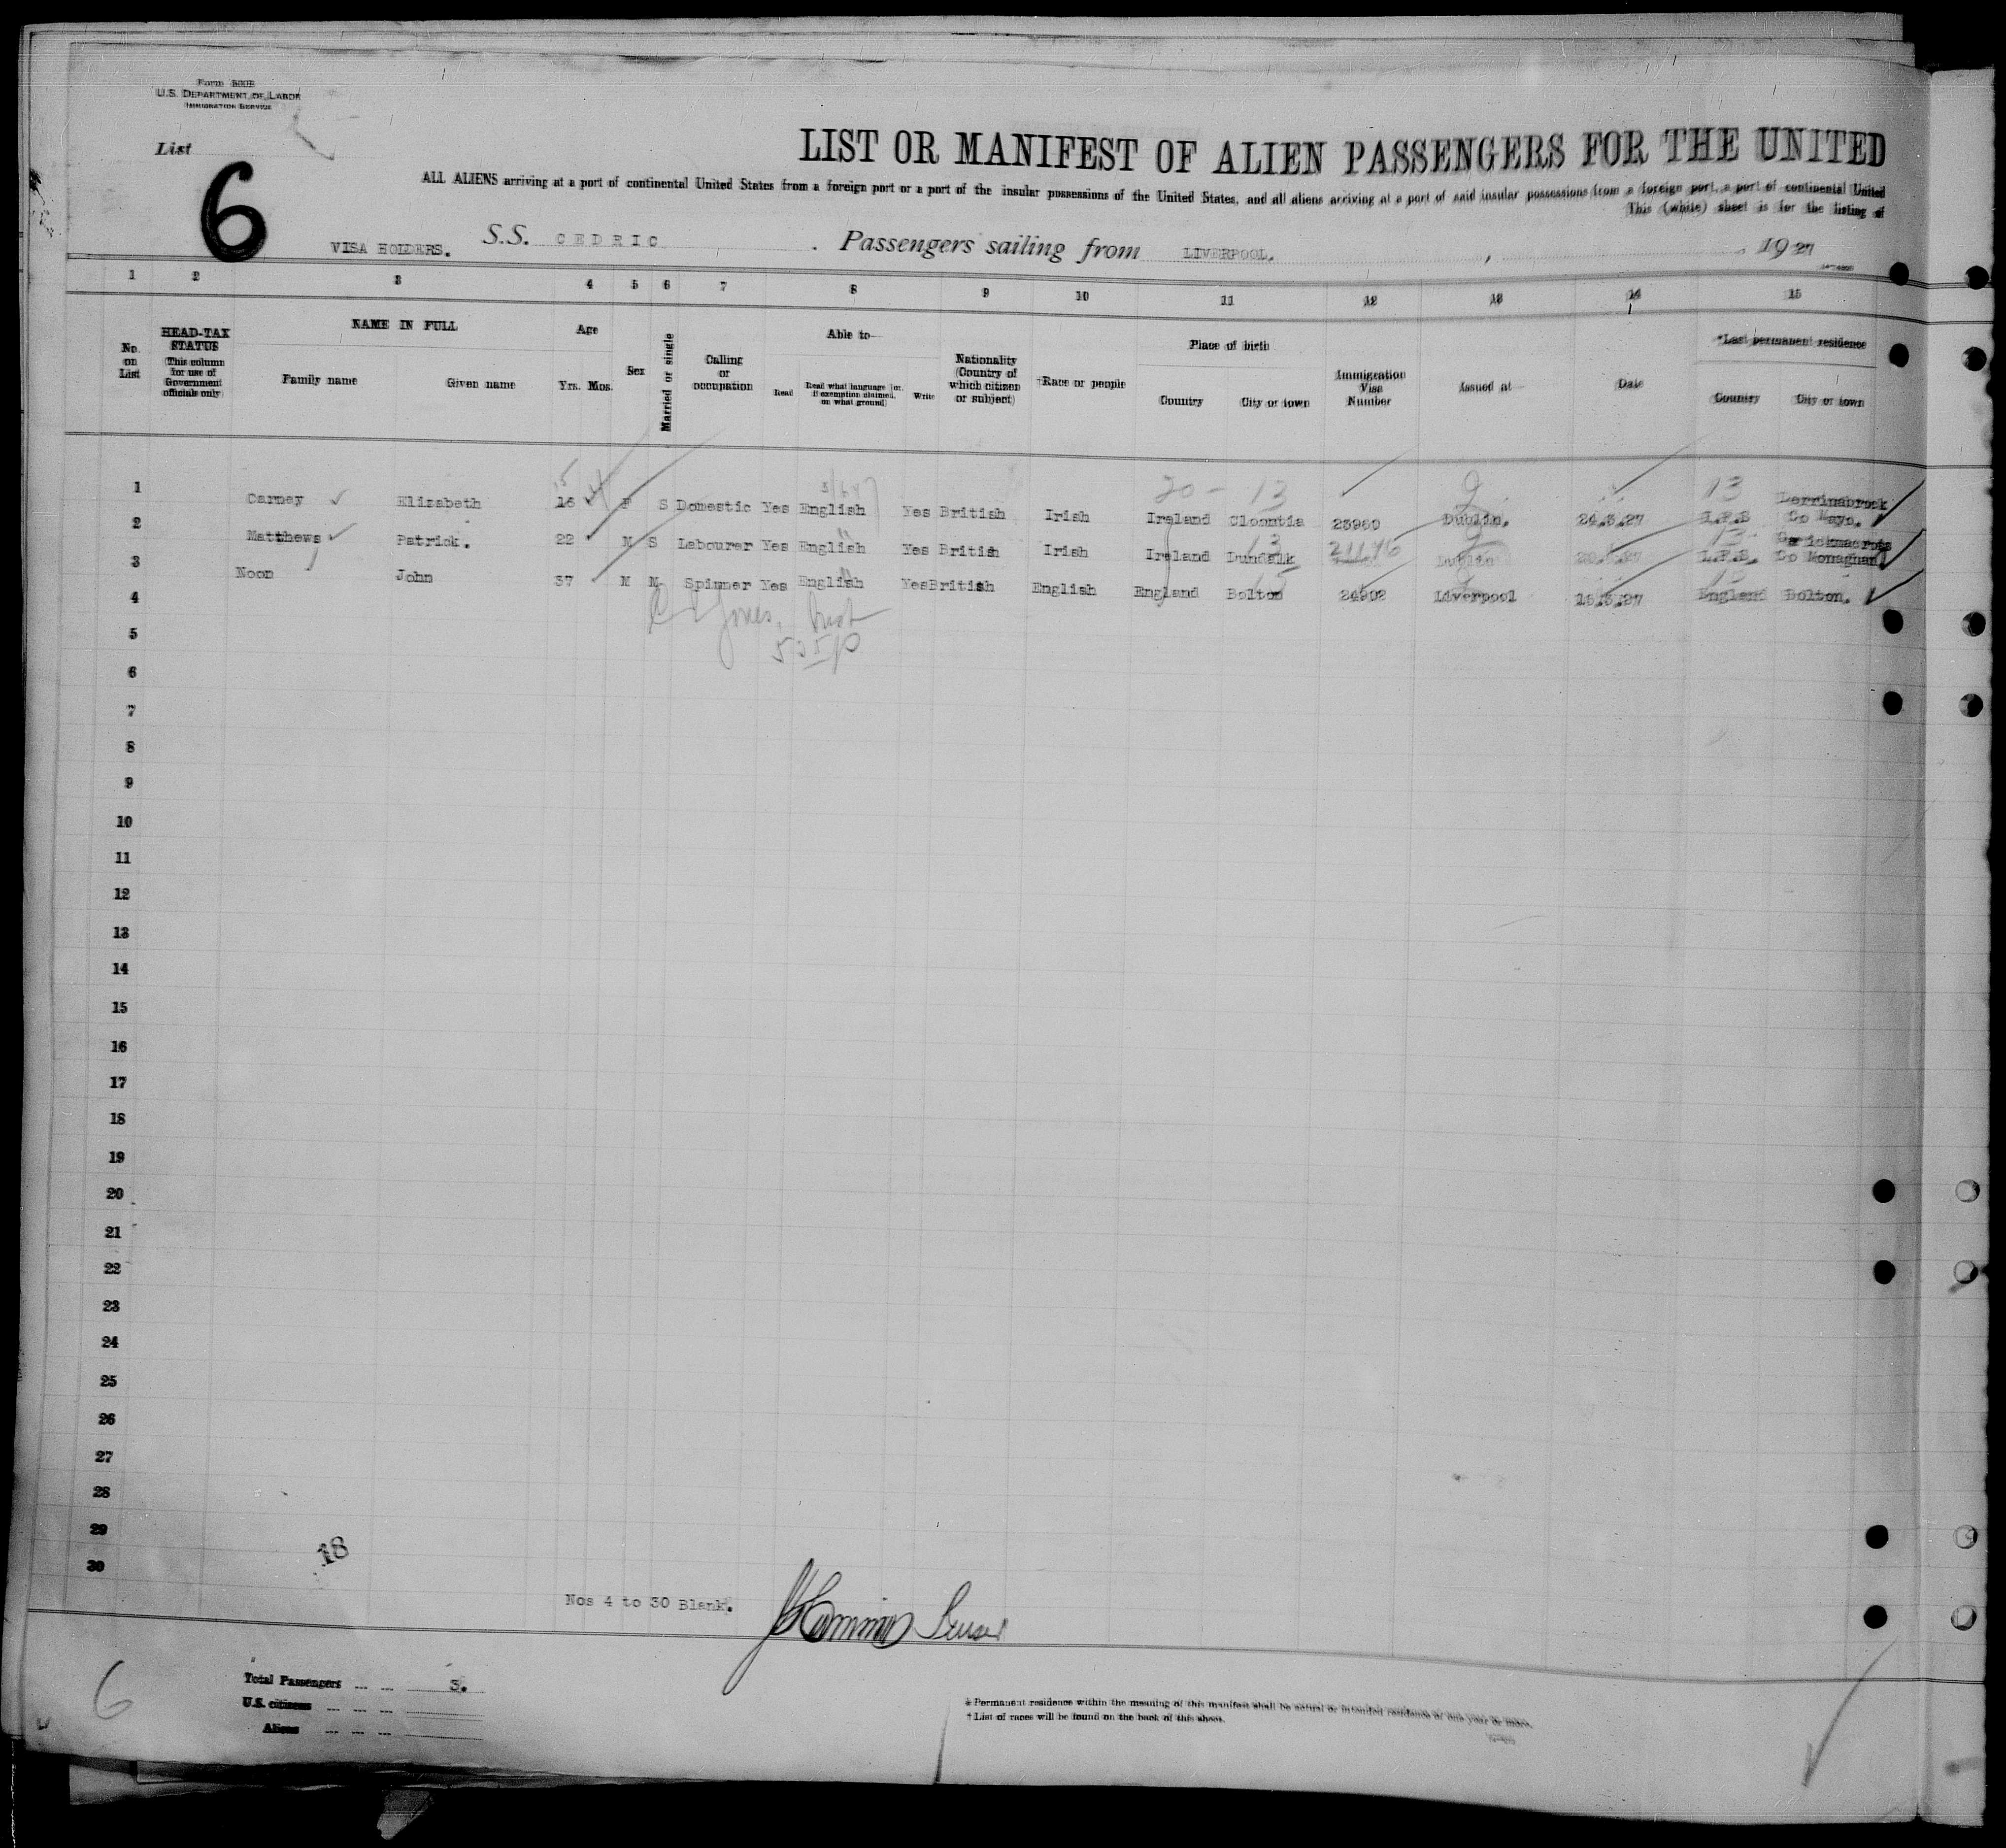 Form 500B
U.S. DEPARTMENT OF LABOR
IMMIGRATION SERVICE
List
6
LIST OR MANIFEST OF ALIEN PASSENGERS FOR THE UNITED
ALL ALIENS arriving at a port of continental United States from a foreign port or a port of the insular possessions of the United States, and all aliens arriving at a port of said insular possessions from a foreign port, a port of continental United
This (white) sheet is for the listing of
VISA HOLDERS. S.S. CEDRIC . Passengers sailing from LIVERPOOL. , , 1927
1 2 3 4 5 6 7 8 9 10 11 12 13 14 15
No. on List
HEAD-TAX STATUS (This column for use of Government officials only)
NAME IN FULL
Family name Given name
Age
Yrs. Mos.
Sex
Married or single
Calling or occupation
Able to—
Read Read what language [or, if exemption claimed, on what ground] Write
Nationality (Country of which citizen or subject)
†Race or people
Place of birth
Country City or town
Immigration Visa Number
Issued at—
Date
*Last permanent residence
Country City or town
1 Carney Elizabeth 16 F S Domestic Yes English Yes British Irish Ireland Cloontia 23960 Dublin. 24.3.27 I.F.S Co Mayo.
20 - 13 9 13
2 Matthews Patrick. 22 M S Labourer Yes English Yes British Irish Ireland Dundalk 21176 Dublin I.F.S. Co Monaghan
3 Noon John 37 M M Spinner Yes English Yes British English England Bolton 24902 Liverpool 15.3.27 England Bolton.
4
5
6
7
8
9
10
11
12
13
14
15
16
17
18
19
20
21
22
23
24
25
26
27
28
29
30
18
Nos 4 to 30 Blank.
6
Total Passengers ... ... 3.
U.S. citizens ... ... ...
Aliens ... ... ...
* Permanent residence within the meaning of this manifest shall be actual or intended residence of one year or more.
† List of races will be found on the back of this sheet.